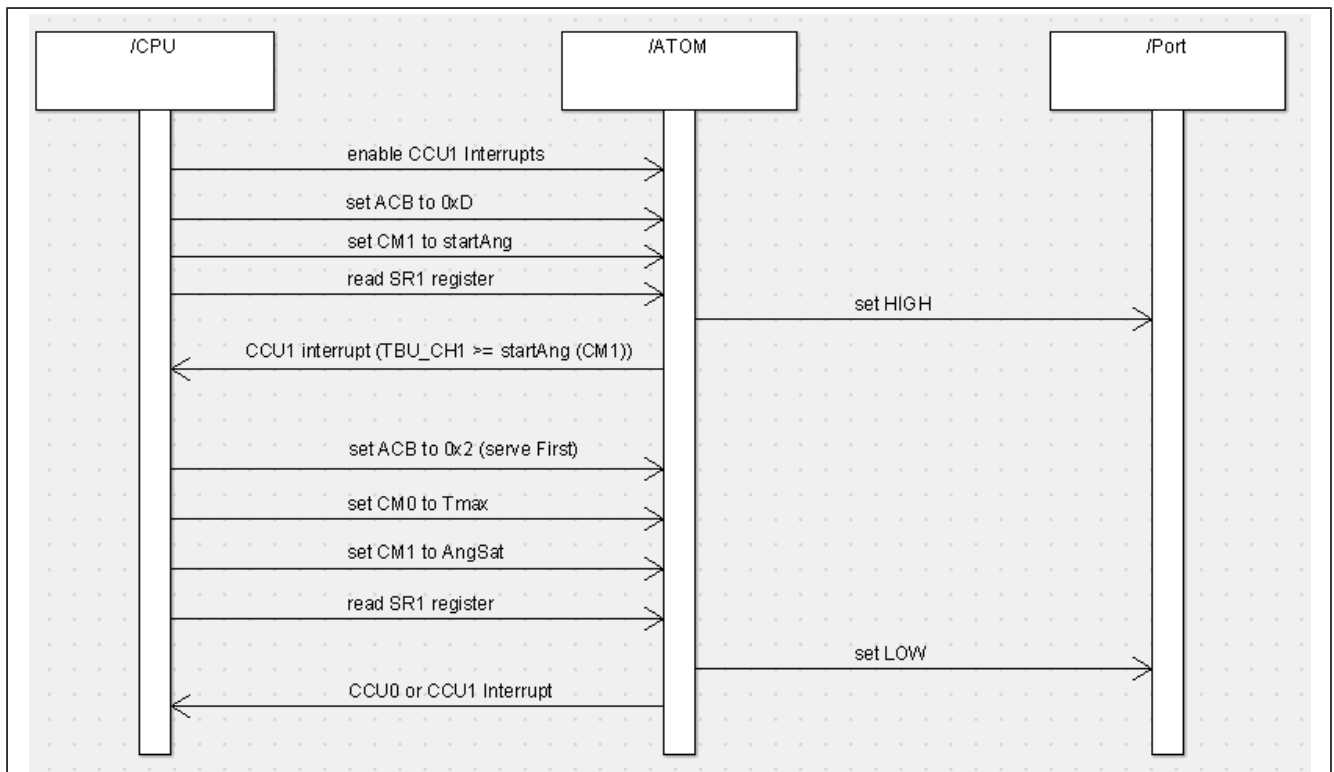 /CPU
/ATOM
/Port
enable CCU1 Interrupts
set ACB to 0xD
set CM1 to startAng
read SR1 register
set HIGH
CCU1 interrupt (TBU_CH1 >= startAng (CM1))
set ACB to 0x2 (serve First)
set CM0 to Tmax
set CM1 to AngSat
read SR1 register
set LOW
CCU0 or CCU1 Interrupt